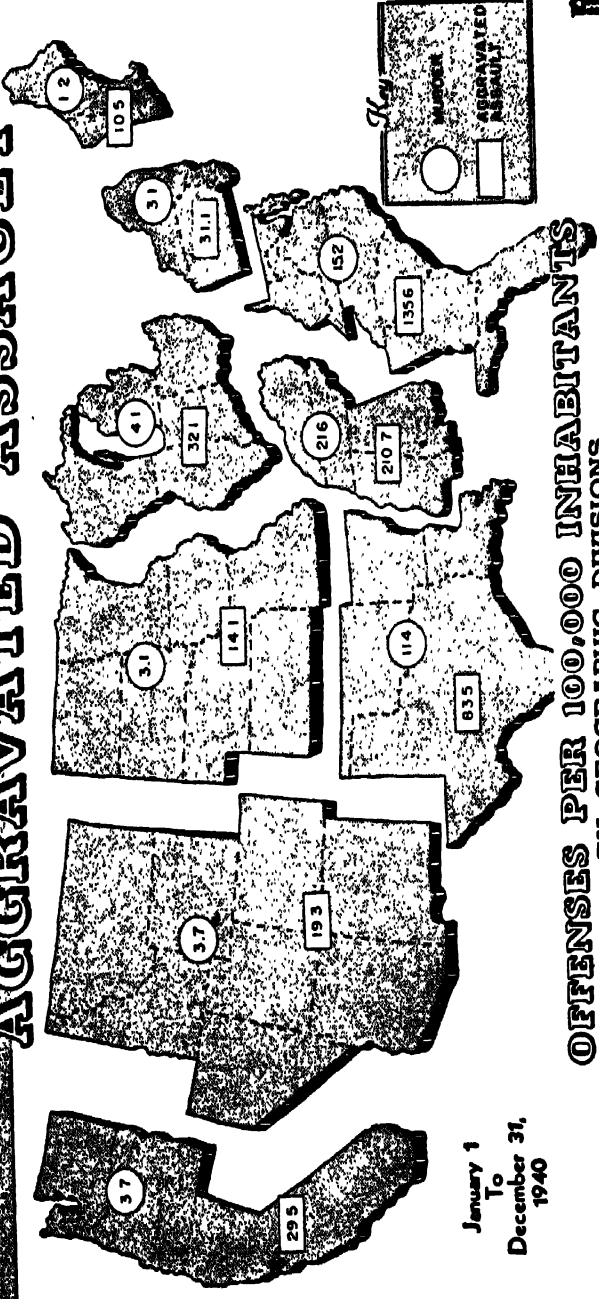 AGGRAVATED ASSAULT
3.7
29.5
3.7
19.3
3.1
14.1
11.4
83.5
4.1
32.1
21.6
210.7
3.1
31.1
15.2
135.6
1.2
10.5
Key
MURDER
AGGRAVATED
ASSAULT
January 1
To
December 31,
1940
OFFENSES PER 100,000 INHABITANTS
BY GEOGRAPHIC DIVISIONS